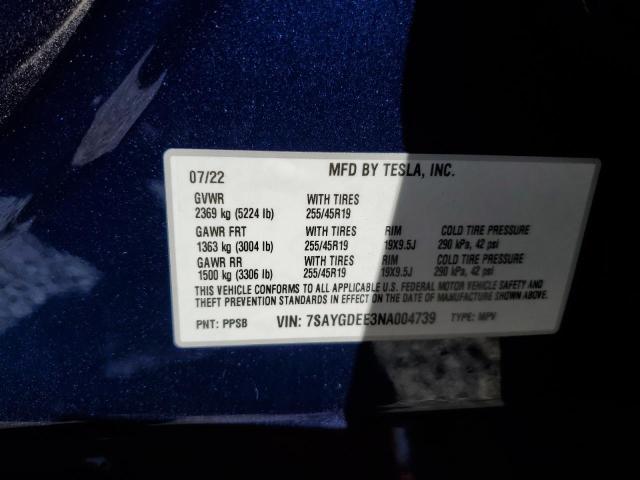 07/22 MFD BY TESLA, INC.
GVWR WITH TIRES
2369 kg (5224 lb) 255/45R19
GAWR FRT WITH TIRES RIM COLD TIRE PRESSURE
1363 kg (3004 lb) 255/45R19 19X9.5J 290 kPa, 42 psi
GAWR RR WITH TIRES RIM COLD TIRE PRESSURE
1500 kg (3306 lb) 255/45R19 19X9.5J 290 kPa, 42 psi
THIS VEHICLE CONFORMS TO ALL APPLICABLE U.S. FEDERAL MOTOR VEHICLE SAFETY AND
THEFT PREVENTION STANDARDS IN EFFECT ON THE DATE OF MANUFACTURE SHOWN ABOVE.
PNT: PPSB VIN: 7SAYGDEE3NA004739 TYPE: MPV